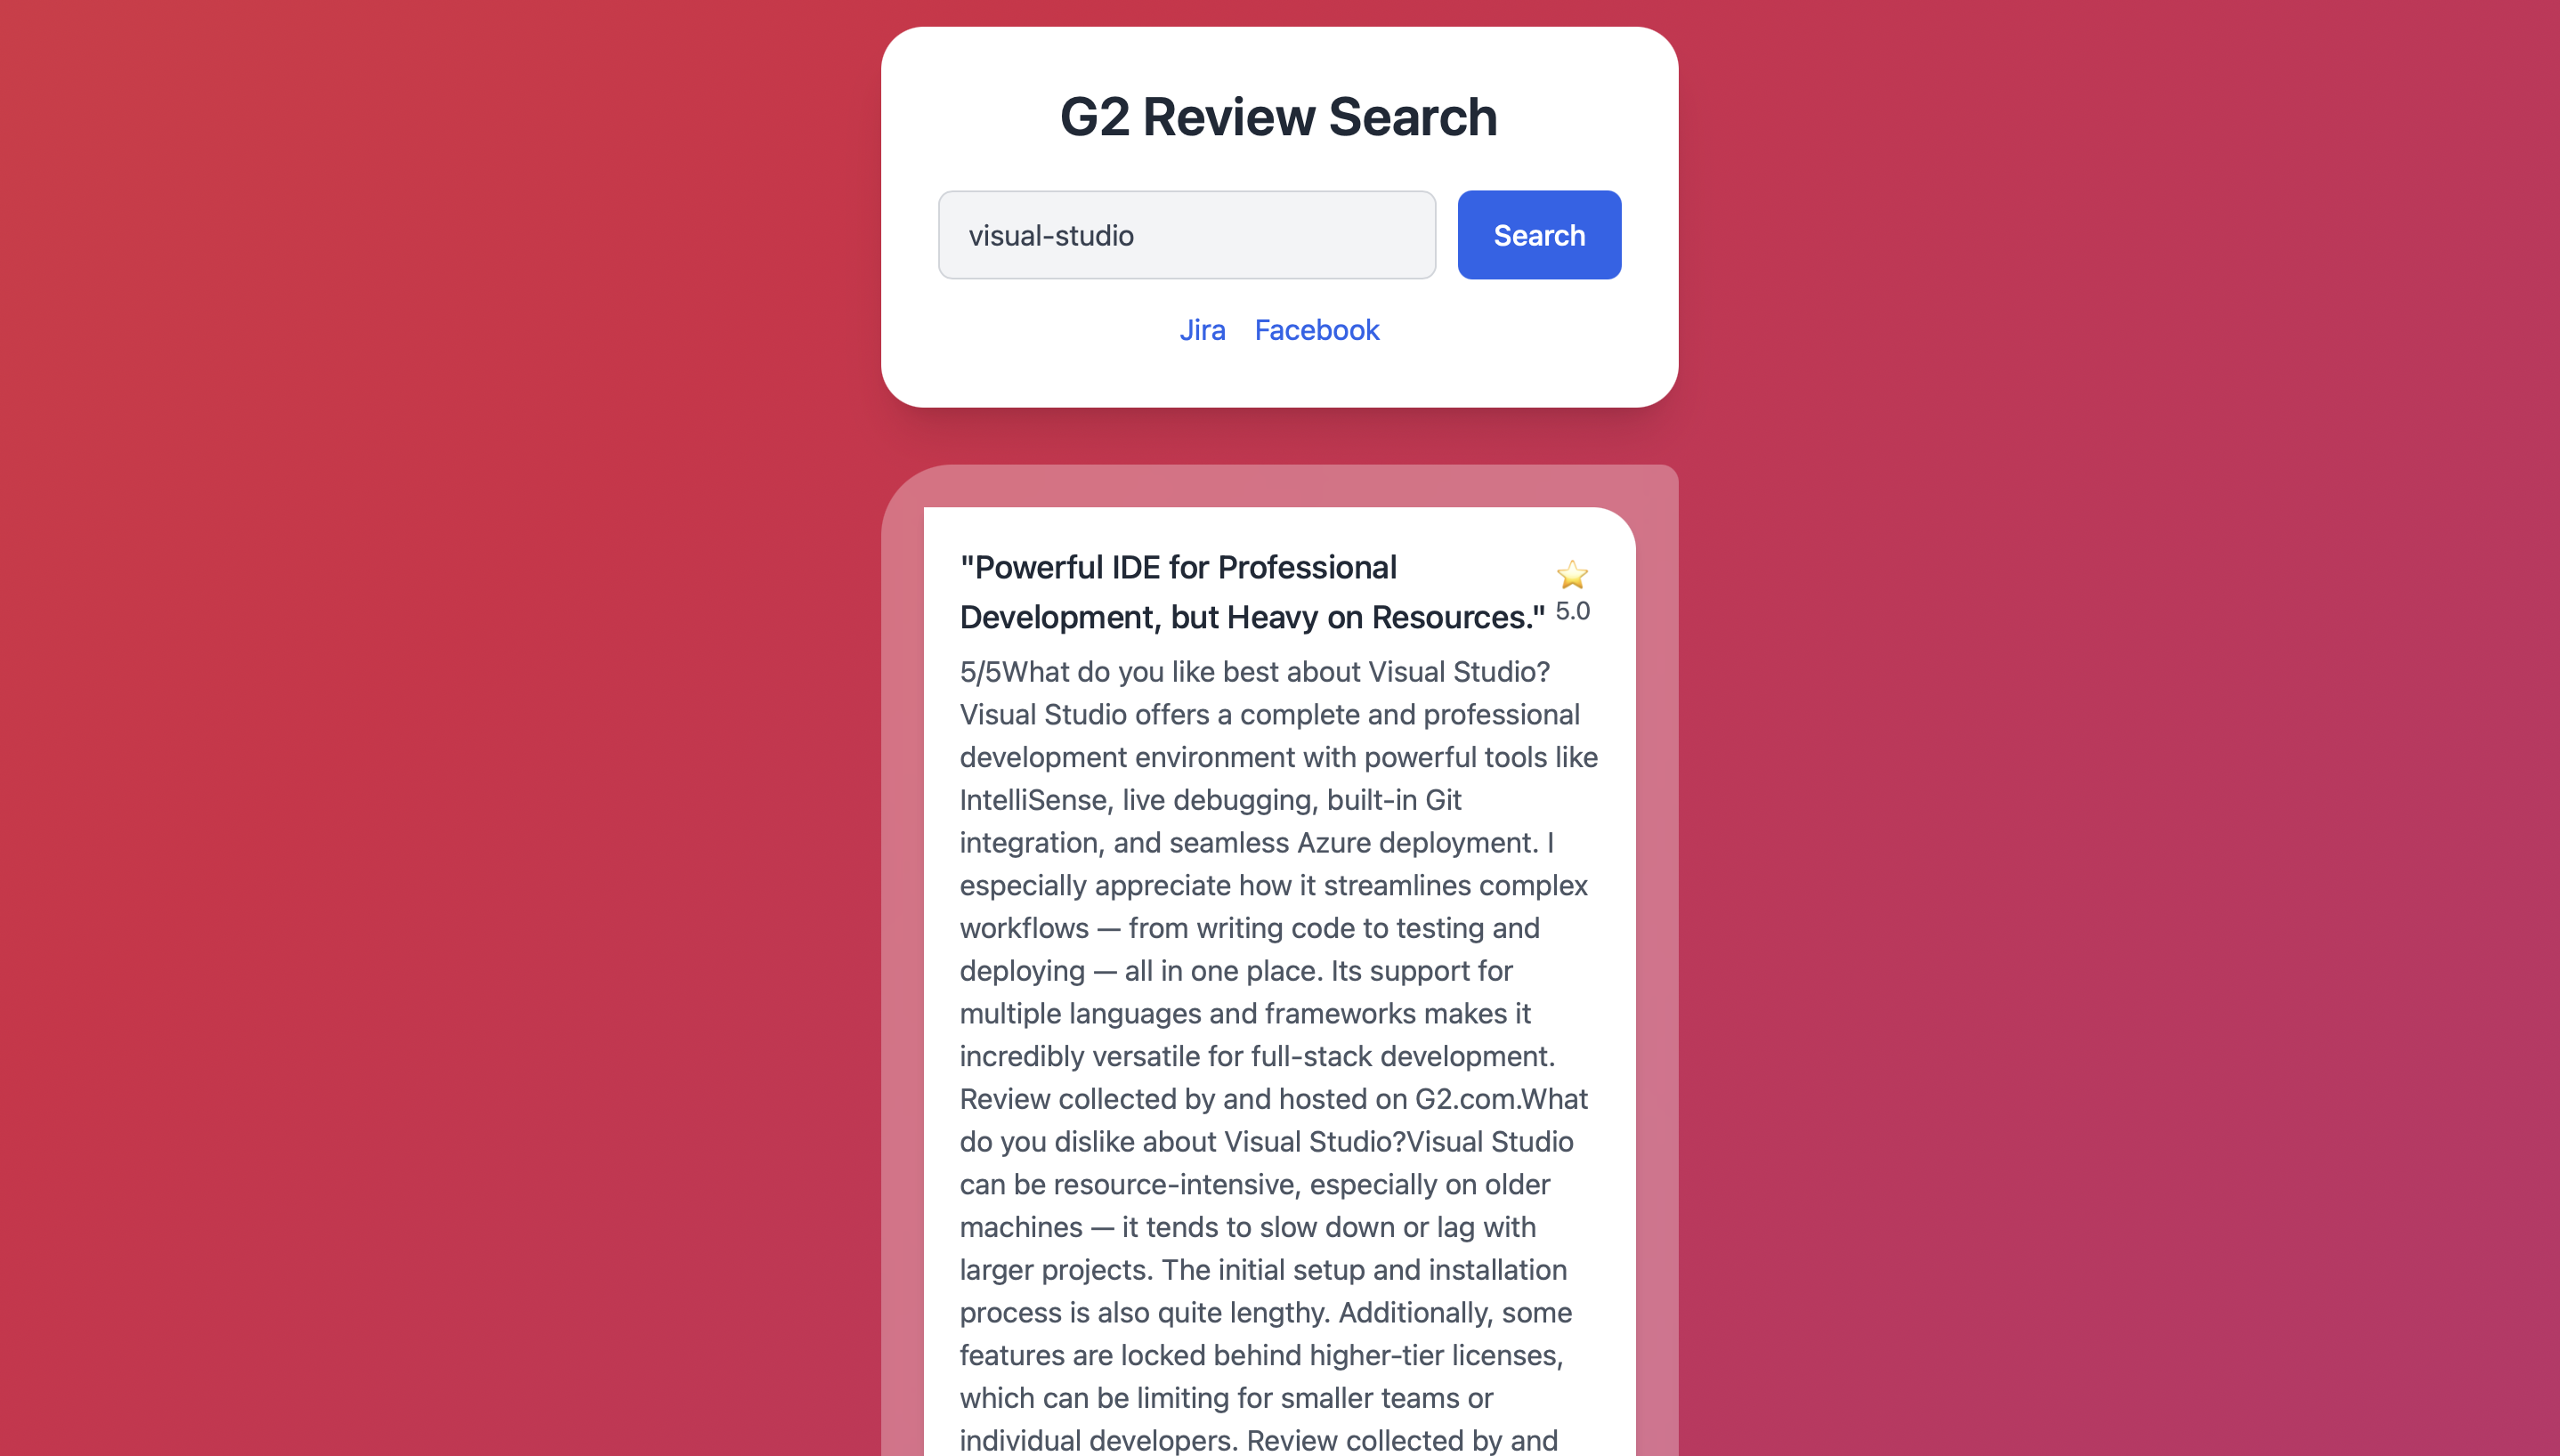 G2 Review Search
visual-studio
Search
Jira Facebook
"Powerful IDE for Professional
Development, but Heavy on Resources."
5.0
5/5What do you like best about Visual Studio?
Visual Studio offers a complete and professional
development environment with powerful tools like
IntelliSense, live debugging, built-in Git
integration, and seamless Azure deployment. I
especially appreciate how it streamlines complex
workflows — from writing code to testing and
deploying — all in one place. Its support for
multiple languages and frameworks makes it
incredibly versatile for full-stack development.
Review collected by and hosted on G2.com.What
do you dislike about Visual Studio?Visual Studio
can be resource-intensive, especially on older
machines — it tends to slow down or lag with
larger projects. The initial setup and installation
process is also quite lengthy. Additionally, some
features are locked behind higher-tier licenses,
which can be limiting for smaller teams or
individual developers. Review collected by and